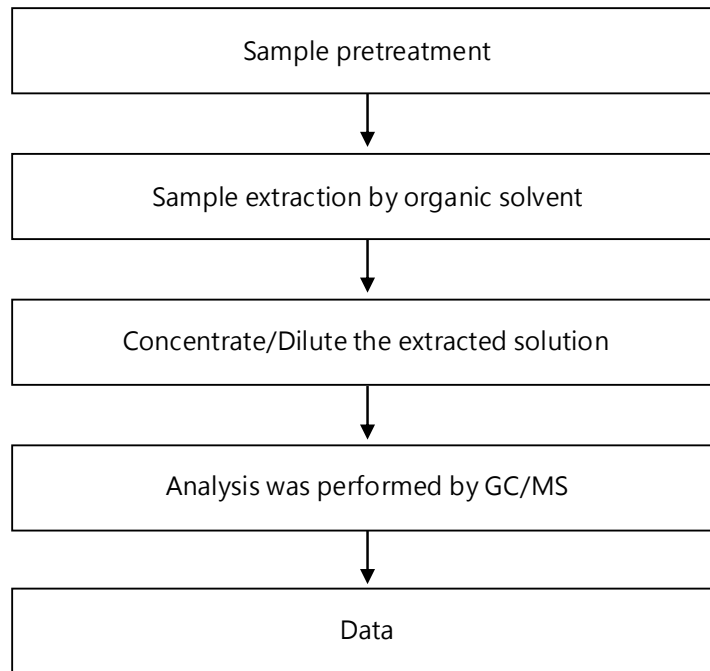 Sample pretreatment
Sample extraction by organic solvent
Concentrate/Dilute the extracted solution
Analysis was performed by GC/MS
Data